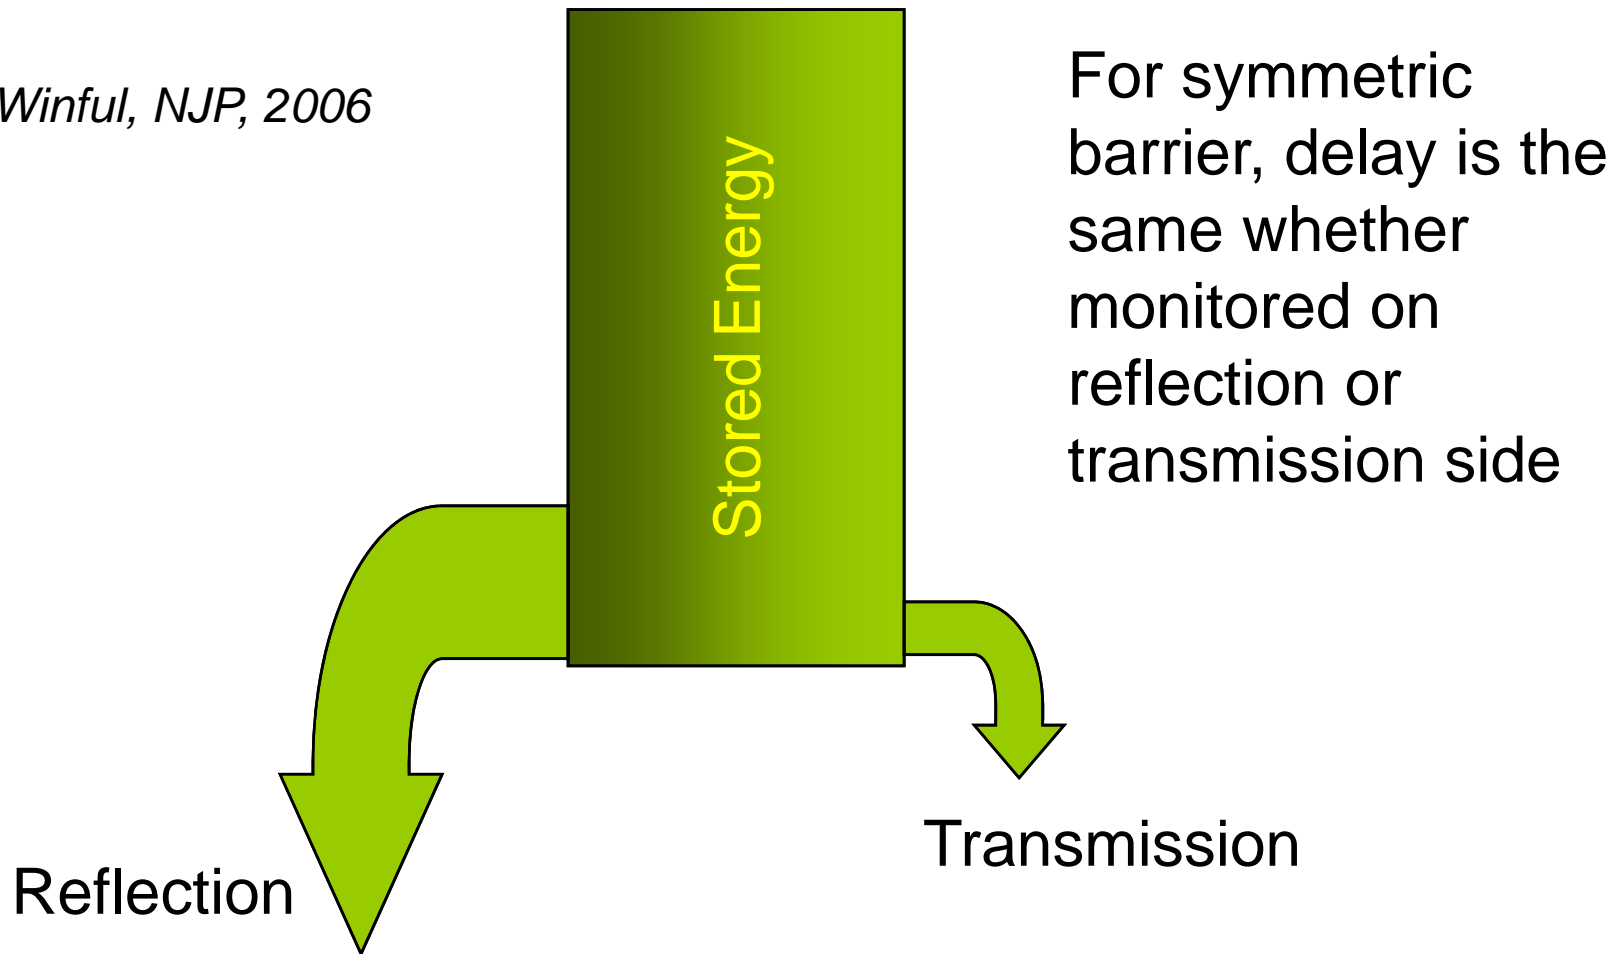 Winful, NJP, 2006
For symmetric
barrier, delay is the
same whether
monitored on
reflection or
transmission side
Stored Energy
Transmission
Reflection